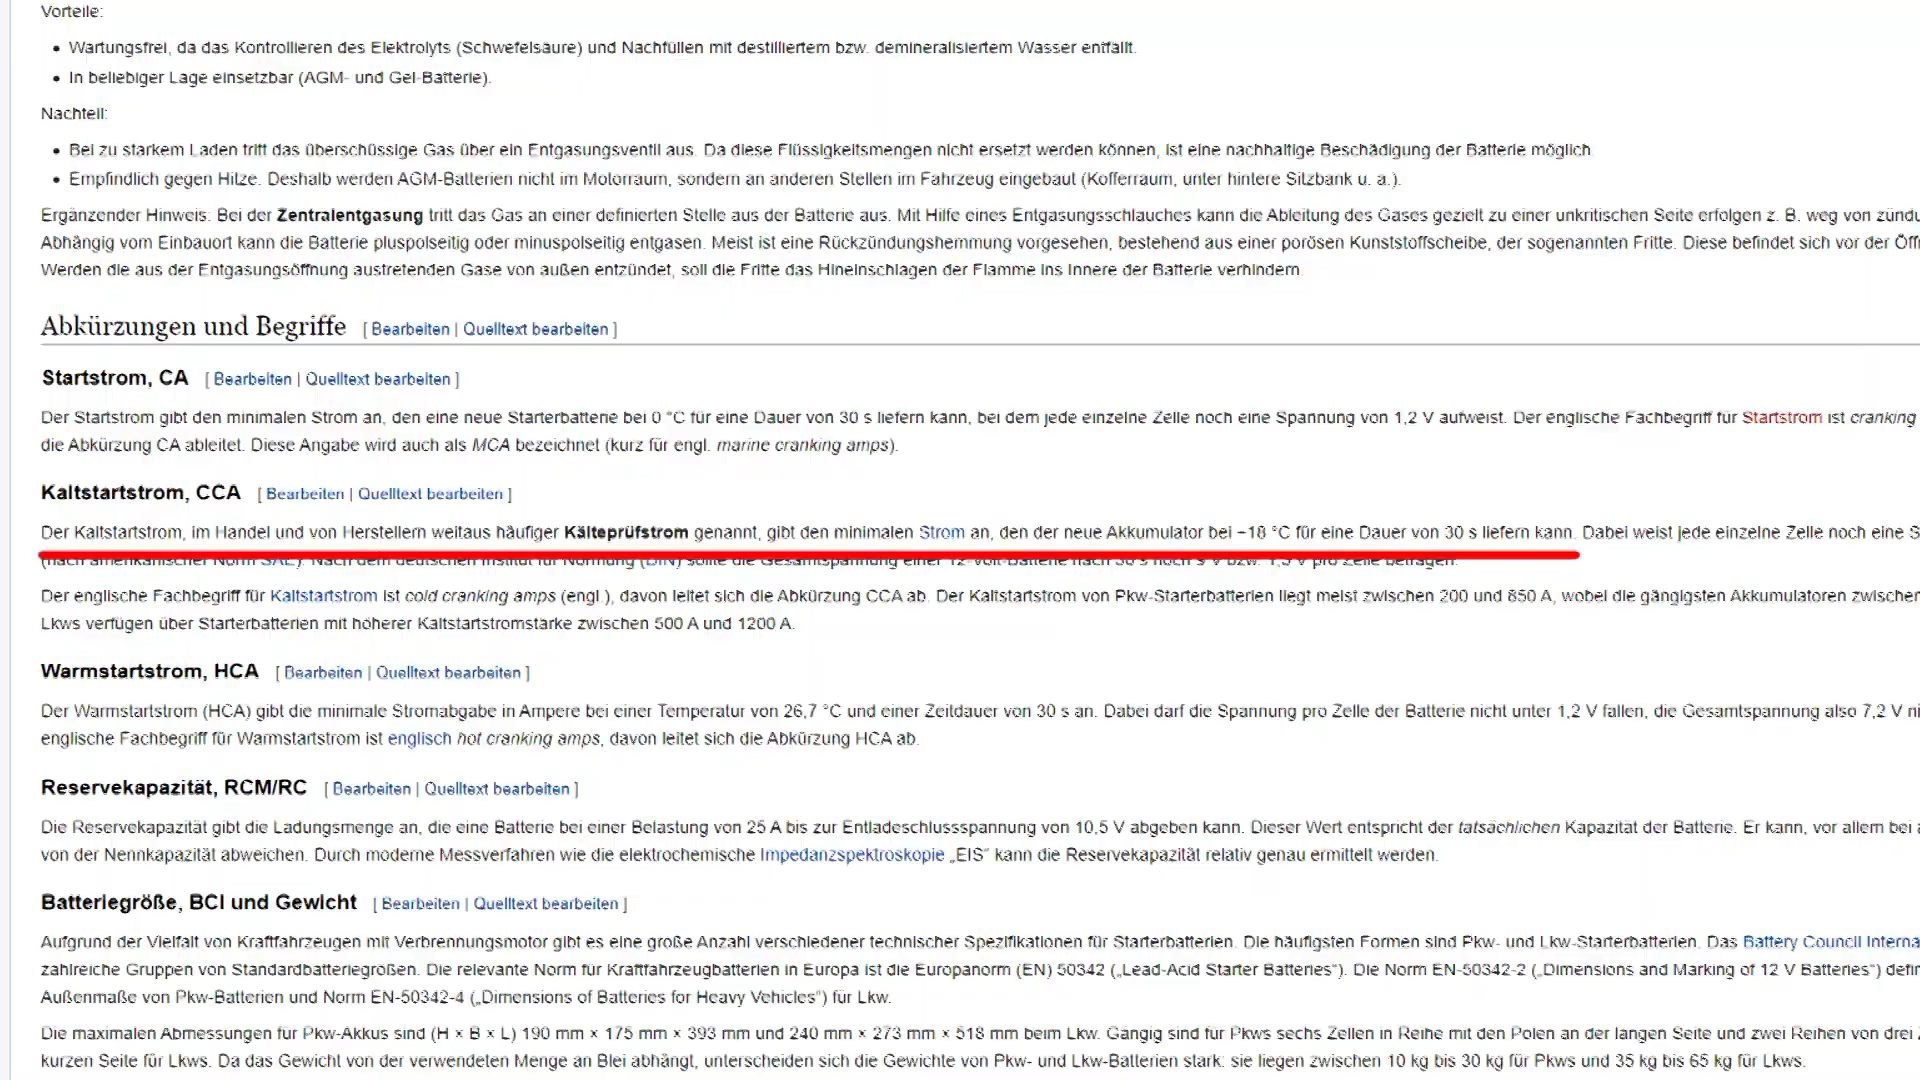 Vorteile:
• Wartungsfrei, da das Kontrollieren des Elektrolyts (Schwefelsäure) und Nachfüllen mit destilliertem bzw. demineralisiertem Wasser entfällt.
• In beliebiger Lage einsetzbar (AGM- und Gel-Batterie).
Nachteil:
• Bei zu starkem Laden tritt das überschüssige Gas über ein Entgasungsventil aus. Da diese Flüssigkeitsmengen nicht ersetzt werden können, ist eine nachhaltige Beschädigung der Batterie möglich.
• Empfindlich gegen Hitze. Deshalb werden AGM-Batterien nicht im Motorraum, sondern an anderen Stellen im Fahrzeug eingebaut (Kofferraum, unter hintere Sitzbank u. a.).
Ergänzender Hinweis. Bei der Zentralentgasung tritt das Gas an einer definierten Stelle aus der Batterie aus. Mit Hilfe eines Entgasungsschlauches kann die Ableitung des Gases gezielt zu einer unkritischen Seite erfolgen z. B. weg von
Abhängig vom Einbauort kann die Batterie pluspolseitig oder minuspolseitig entgasen. Meist ist eine Rückzündungshemmung vorgesehen, bestehend aus einer porösen Kunststoffscheibe, der sogenannten Fritte. Diese befindet sich vor der
Werden die aus der Entgasungsöffnung austretenden Gase von außen entzündet, soll die Fritte das Hineinschlagen der Flamme ins Innere der Batterie verhindern.
Abkürzungen und Begriffe [ Bearbeiten | Quelltext bearbeiten ]
Startstrom, CA [ Bearbeiten | Quelltext bearbeiten ]
Der Startstrom gibt den minimalen Strom an, den eine neue Starterbatterie bei 0 °C für eine Dauer von 30 s liefern kann, bei dem jede einzelne Zelle noch eine Spannung von 1,2 V aufweist. Der englische Fachbegriff für Startstrom ist cranking
die Abkürzung CA ableitet. Diese Angabe wird auch als MCA bezeichnet (kurz für engl. marine cranking amps).
Kaltstartstrom, CCA [ Bearbeiten | Quelltext bearbeiten ]
Der Kaltstartstrom, im Handel und von Herstellern weitaus häufiger Kälteprüfstrom genannt, gibt den minimalen Strom an, den der neue Akkumulator bei −18 °C für eine Dauer von 30 s liefern kann. Dabei weist jede einzelne Zelle noch eine
(nach amerikanischer Norm SAE). Nach dem deutschen Institut für Normung (DIN) sollte die Gesamtspannung einer 12-Volt-Batterie nach 30 s noch 9 V bzw. 1,5 V pro Zelle betragen.
Der englische Fachbegriff für Kaltstartstrom ist cold cranking amps (engl.), davon leitet sich die Abkürzung CCA ab. Der Kaltstartstrom von Pkw-Starterbatterien liegt meist zwischen 200 und 850 A, wobei die gängigsten Akkumulatoren zwischen
Lkws verfügen über Starterbatterien mit höherer Kaltstartstromstärke zwischen 500 A und 1200 A.
Warmstartstrom, HCA [ Bearbeiten | Quelltext bearbeiten ]
Der Warmstartstrom (HCA) gibt die minimale Stromabgabe in Ampere bei einer Temperatur von 26,7 °C und einer Zeitdauer von 30 s an. Dabei darf die Spannung pro Zelle der Batterie nicht unter 1,2 V fallen, die Gesamtspannung also 7,2 V
englische Fachbegriff für Warmstartstrom ist englisch hot cranking amps, davon leitet sich die Abkürzung HCA ab.
Reservekapazität, RCM/RC [ Bearbeiten | Quelltext bearbeiten ]
Die Reservekapazität gibt die Ladungsmenge an, die eine Batterie bei einer Belastung von 25 A bis zur Entladeschlussspannung von 10,5 V abgeben kann. Dieser Wert entspricht der tatsächlichen Kapazität der Batterie. Er kann, vor allem bei
von der Nennkapazität abweichen. Durch moderne Messverfahren wie die elektrochemische Impedanzspektroskopie „EIS“ kann die Reservekapazität relativ genau ermittelt werden.
Batteriegröße, BCI und Gewicht [ Bearbeiten | Quelltext bearbeiten ]
Aufgrund der Vielfalt von Kraftfahrzeugen mit Verbrennungsmotor gibt es eine große Anzahl verschiedener technischer Spezifikationen für Starterbatterien. Die häufigsten Formen sind Pkw- und Lkw-Starterbatterien. Das Battery Council
zahlreiche Gruppen von Standardbatteriegrößen. Die relevante Norm für Kraftfahrzeugbatterien in Europa ist die Europanorm (EN) 50342 („Lead-Acid Starter Batteries“). Die Norm EN-50342-2 („Dimensions and Marking of 12 V Batteries“)
Außenmaße von Pkw-Batterien und Norm EN-50342-4 („Dimensions of Batteries for Heavy Vehicles“) für Lkw.
Die maximalen Abmessungen für Pkw-Akkus sind (H × B × L) 190 mm × 175 mm × 393 mm und 240 mm × 273 mm × 518 mm beim Lkw. Gängig sind für Pkws sechs Zellen in Reihe mit den Polen an der langen Seite und zwei Reihen von drei
kurzen Seite für Lkws. Da das Gewicht von der verwendeten Menge an Blei abhängt, unterscheiden sich die Gewichte von Pkw- und Lkw-Batterien stark: sie liegen zwischen 10 kg bis 30 kg für Pkws und 35 kg bis 65 kg für Lkws.